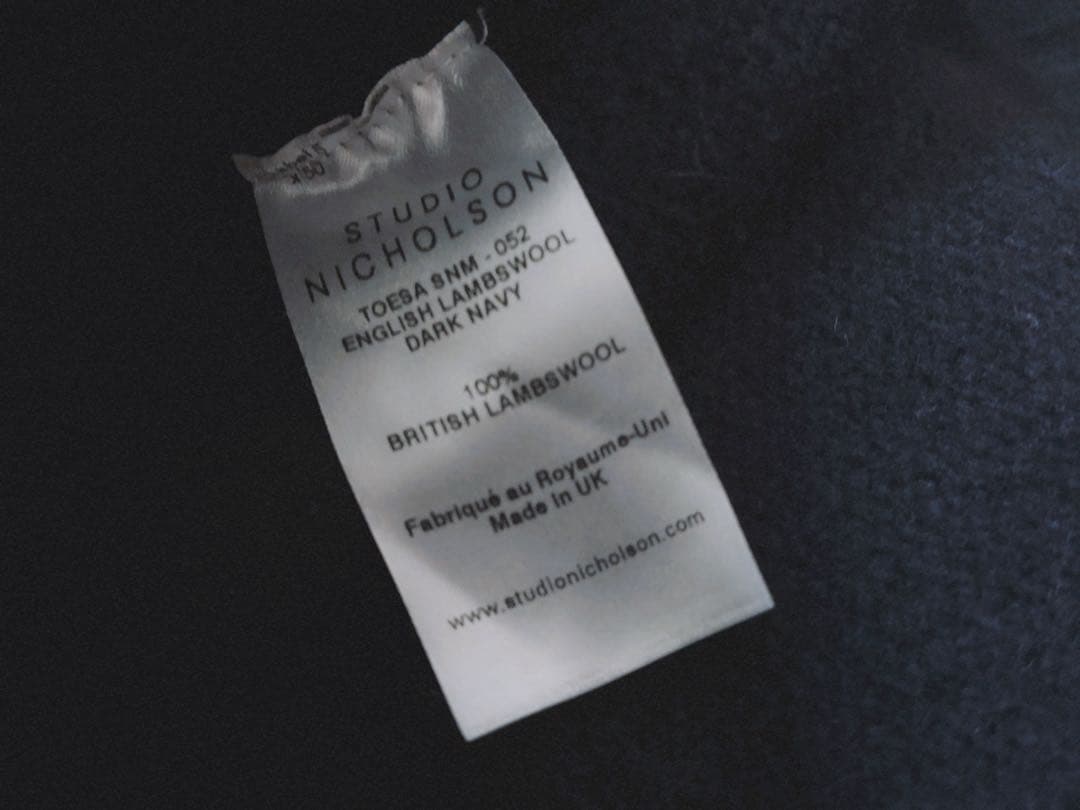 x50
STUDIO
NICHOLSON
TOESA SNM - 052
ENGLISH LAMBSWOOL
DARK NAVY
100%
BRITISH LAMBSWOOL
Fabriqué au Royaume-Uni
Made in UK
www.studionicholson.com